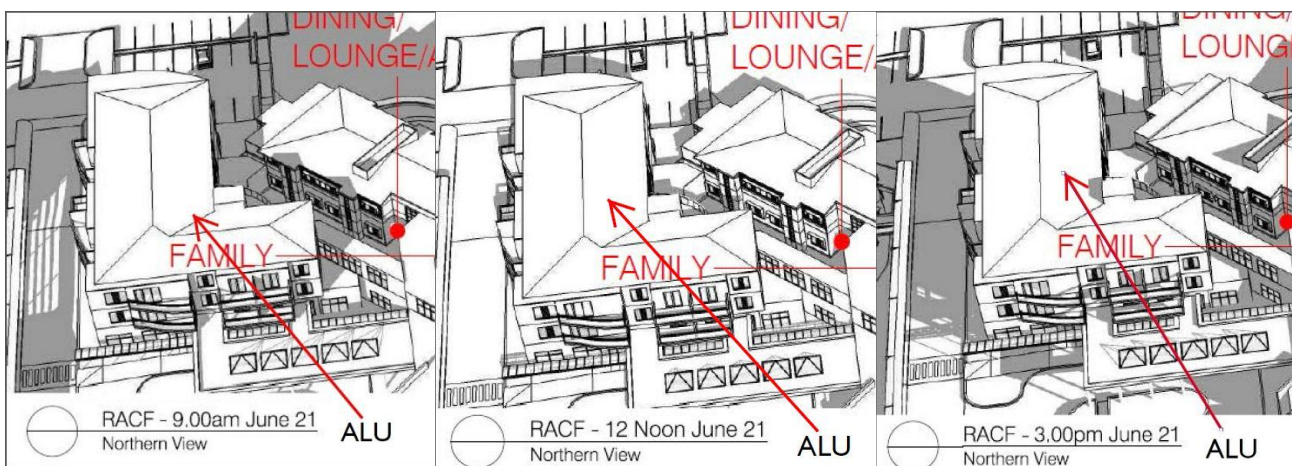 DINING/
LOUNGE/A
FAMILY
RACF - 9.00am June 21
Northern View
ALU
DINING/
LOUNGE/A
FAMILY
RACF - 12 Noon June 21
Northern View
ALU
DINING/
LOUNGE
FAMILY
RACF - 3.00pm June 21
Northern View
ALU